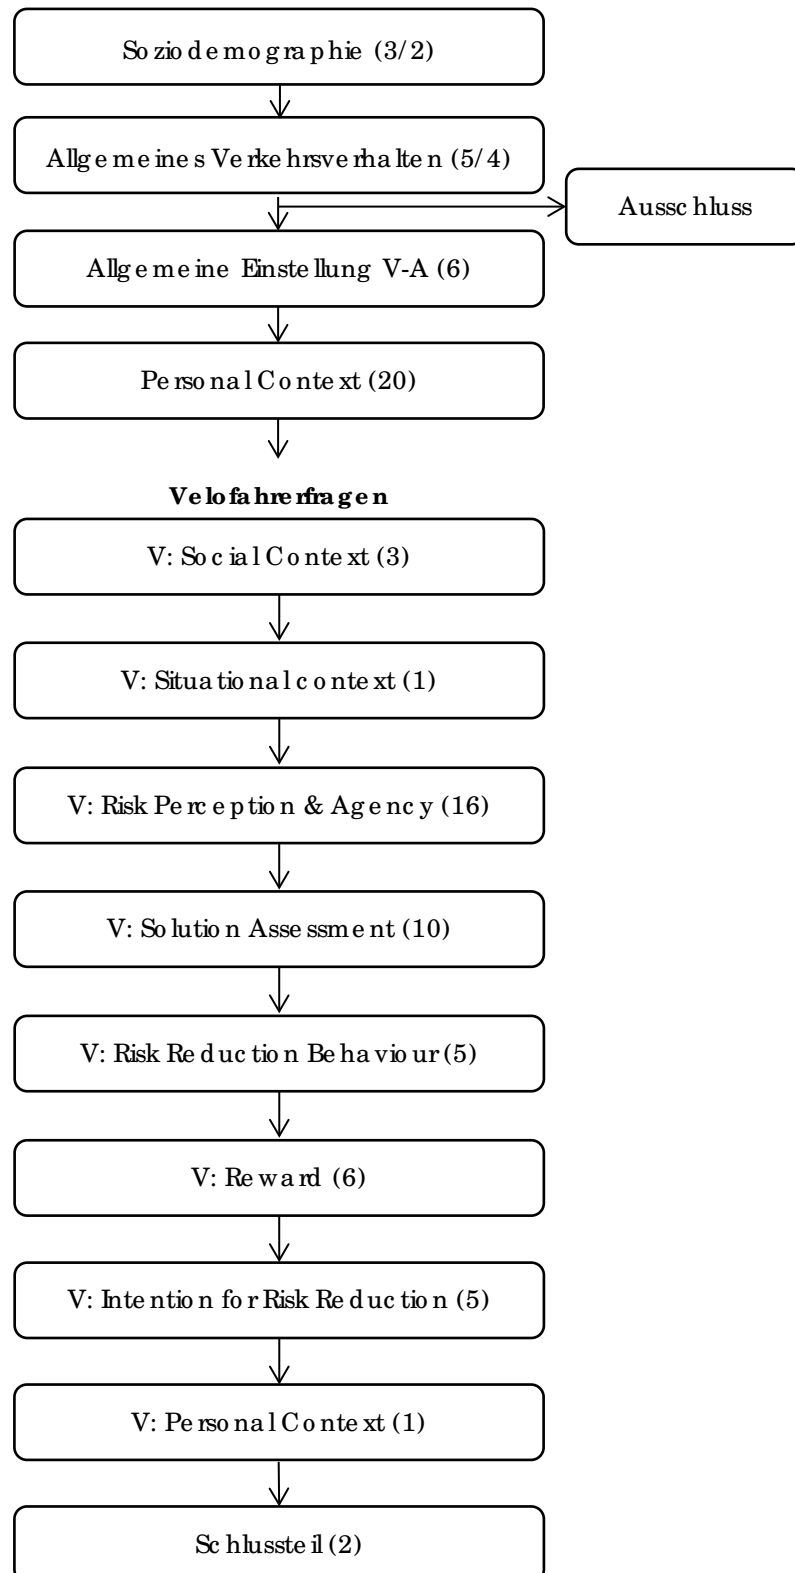 Soziodemographie (3/2)
Allgemeines Verkehrsverhalten (5/4)
Ausschluss
Allgemeine Einstellung V-A (6)
Personal Context (20)
Velofahrerfragen
V: Social Context (3)
V: Situational context (1)
V: Risk Perception & Agency (16)
V: Solution Assessment (10)
V: Risk Reduction Behaviour (5)
V: Reward (6)
V: Intention for Risk Reduction (5)
V: Personal Context (1)
Schlussteil (2)